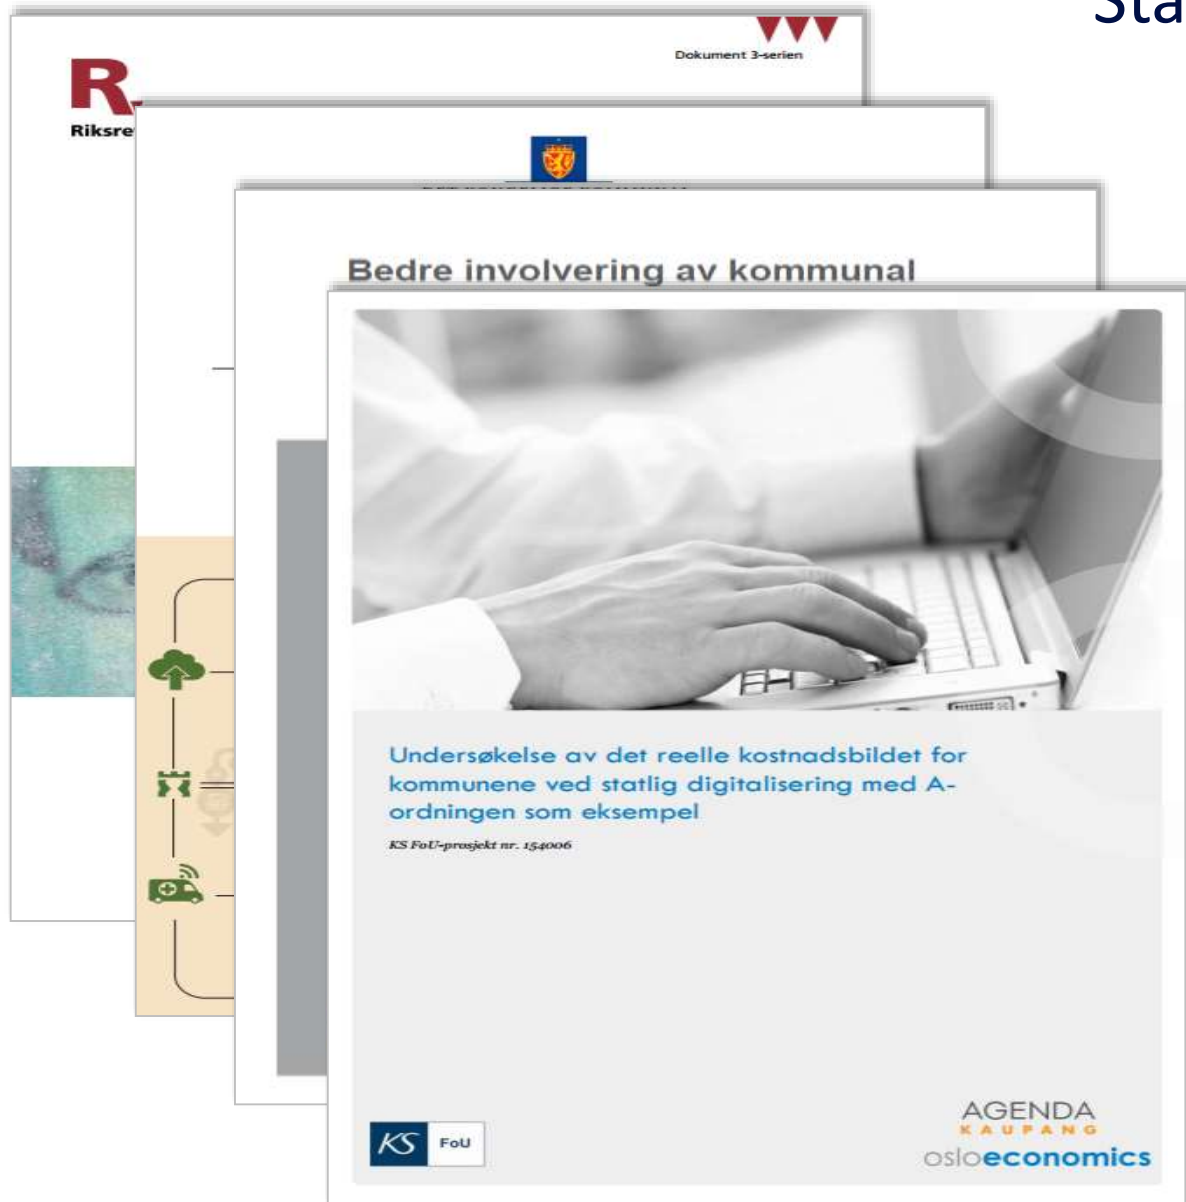 Sta
Dokument 3-serien
R
Riksre
Bedre involvering av kommunal
Undersøkelse av det reelle kostnadsbildet for
kommunene ved statlig digitalisering med A-
ordningen som eksempel
KS FoU-prosjekt nr. 154006
KS FoU
AGENDA
KAUPANG
osloeconomics